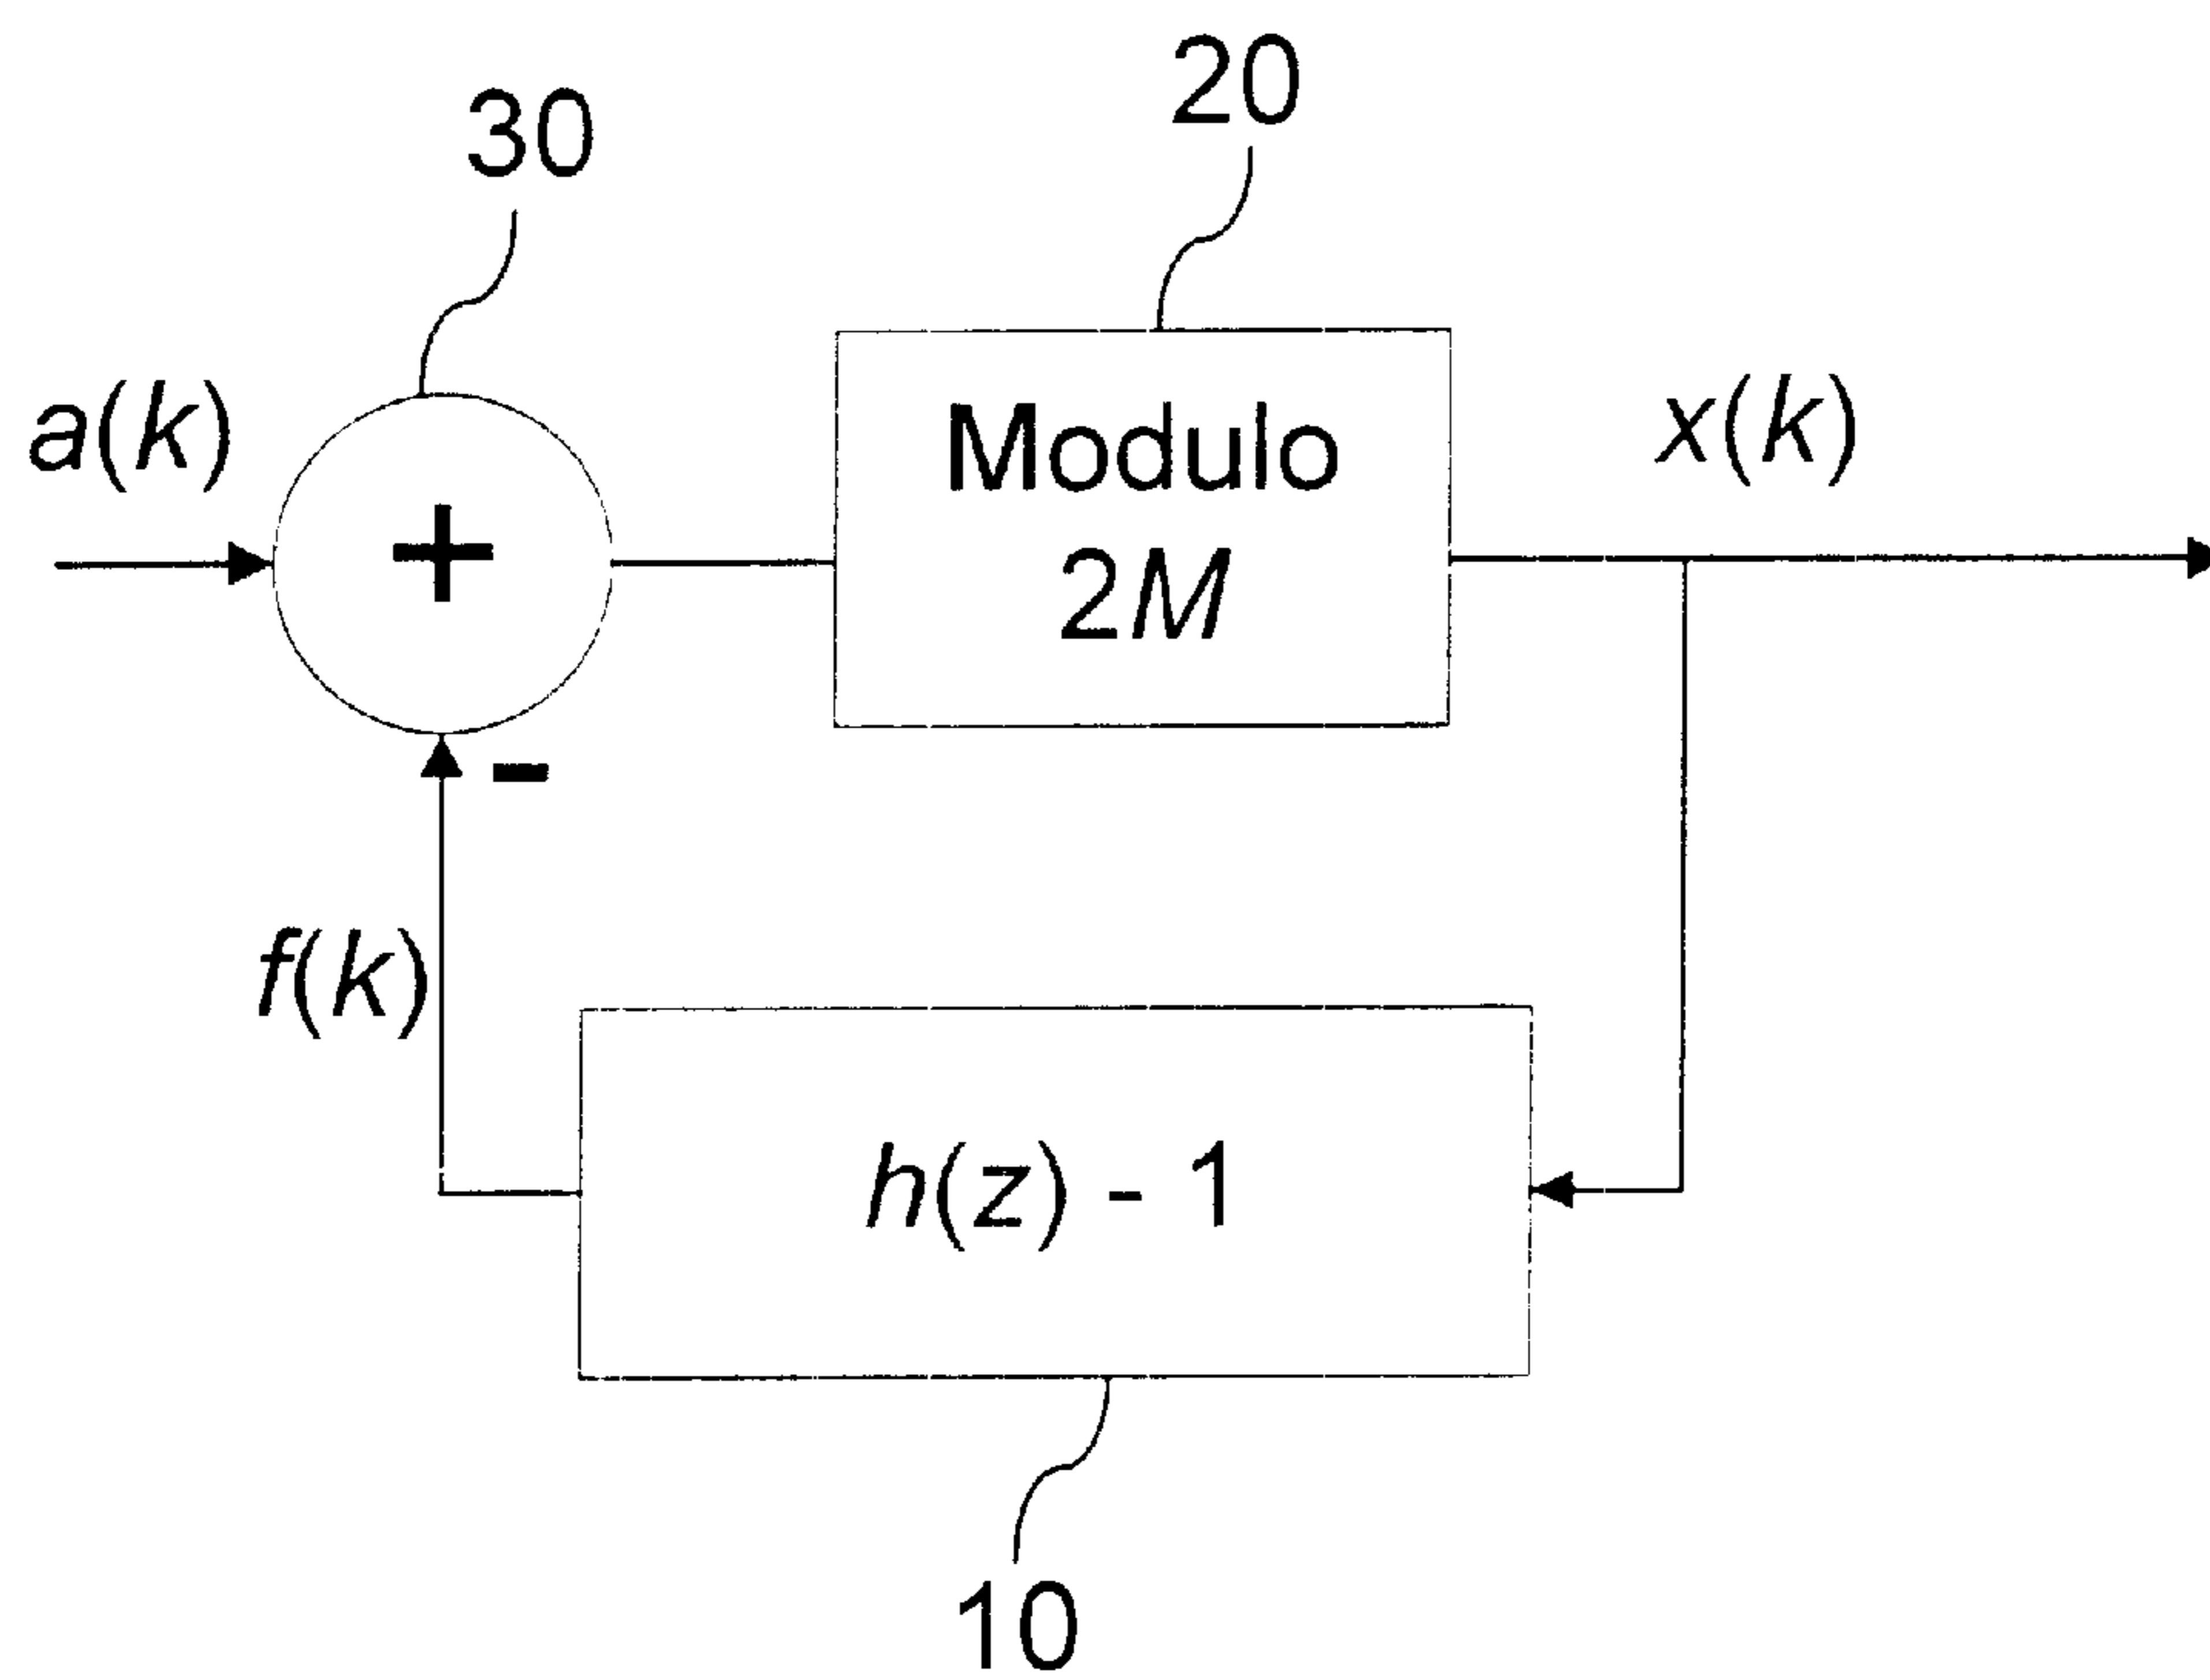 20
30
a(k)
+
Modulo
2M
x(k)
-
f(k)
h(z) - 1
10